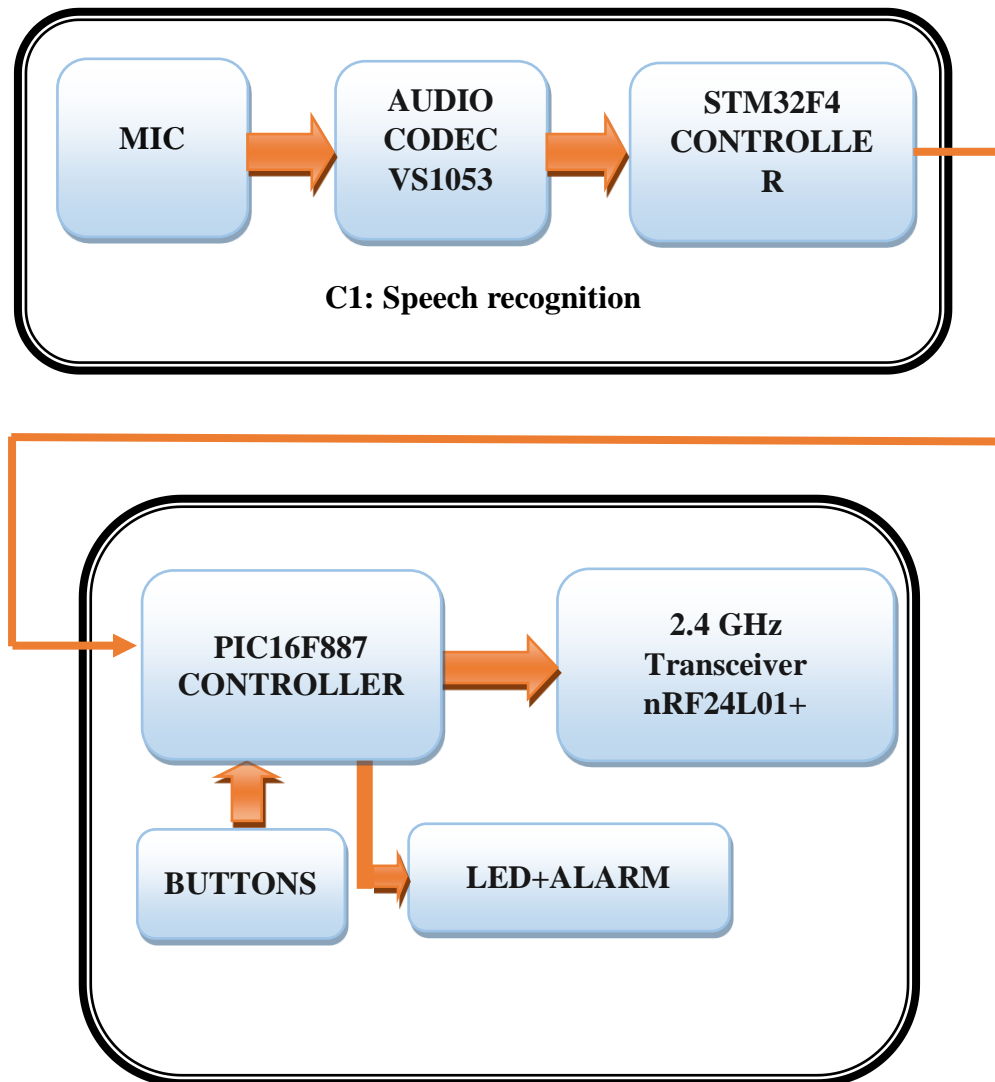 MIC
AUDIO
CODEC
VS1053
STM32F4
CONTROLLE
R
C1: Speech recognition
PIC16F887
CONTROLLER
2.4 GHz
Transceiver
nRF24L01+
BUTTONS
LED+ALARM